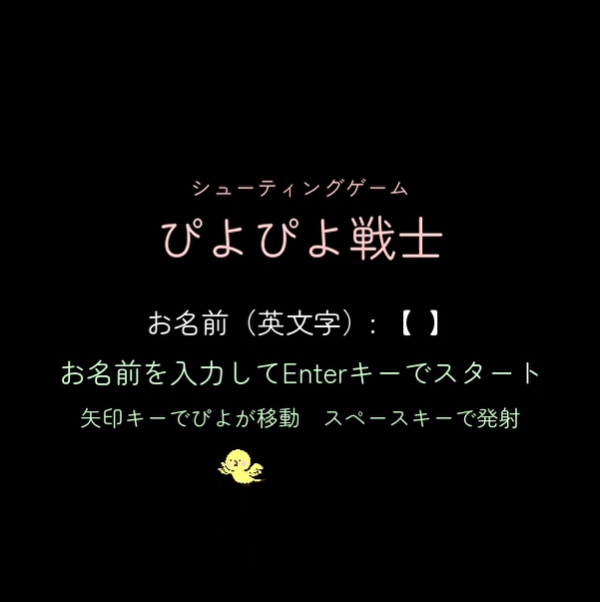 シューティングゲーム
ぴよぴよ戦士
お名前（英文字）: 【 】
お名前を入力してEnterキーでスタート
矢印キーでぴよが移動　スペースキーで発射